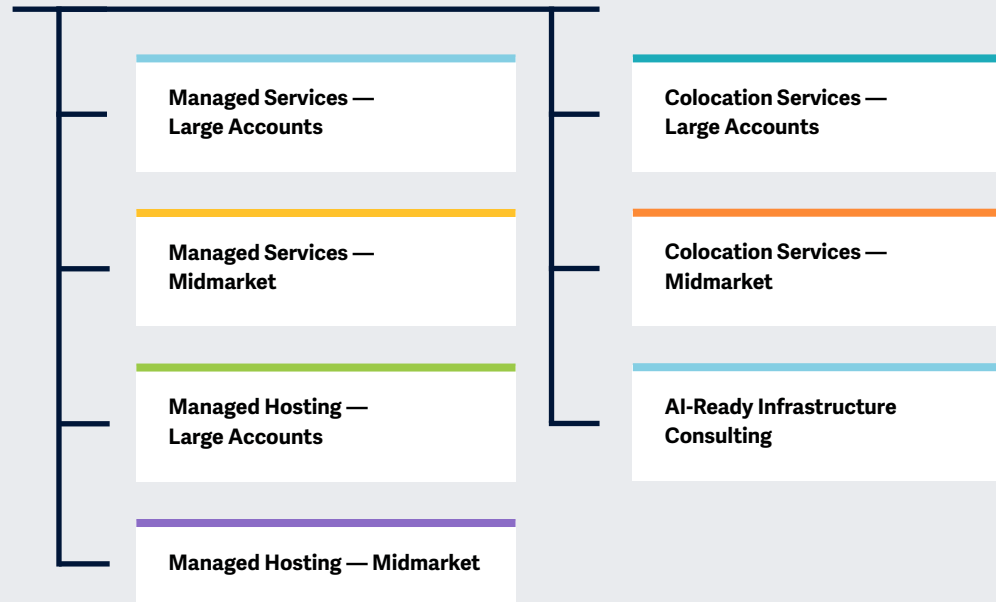 Managed Services —
Large Accounts
Managed Services —
Midmarket
Managed Hosting —
Large Accounts
Managed Hosting — Midmarket
Colocation Services —
Large Accounts
Colocation Services —
Midmarket
AI-Ready Infrastructure
Consulting